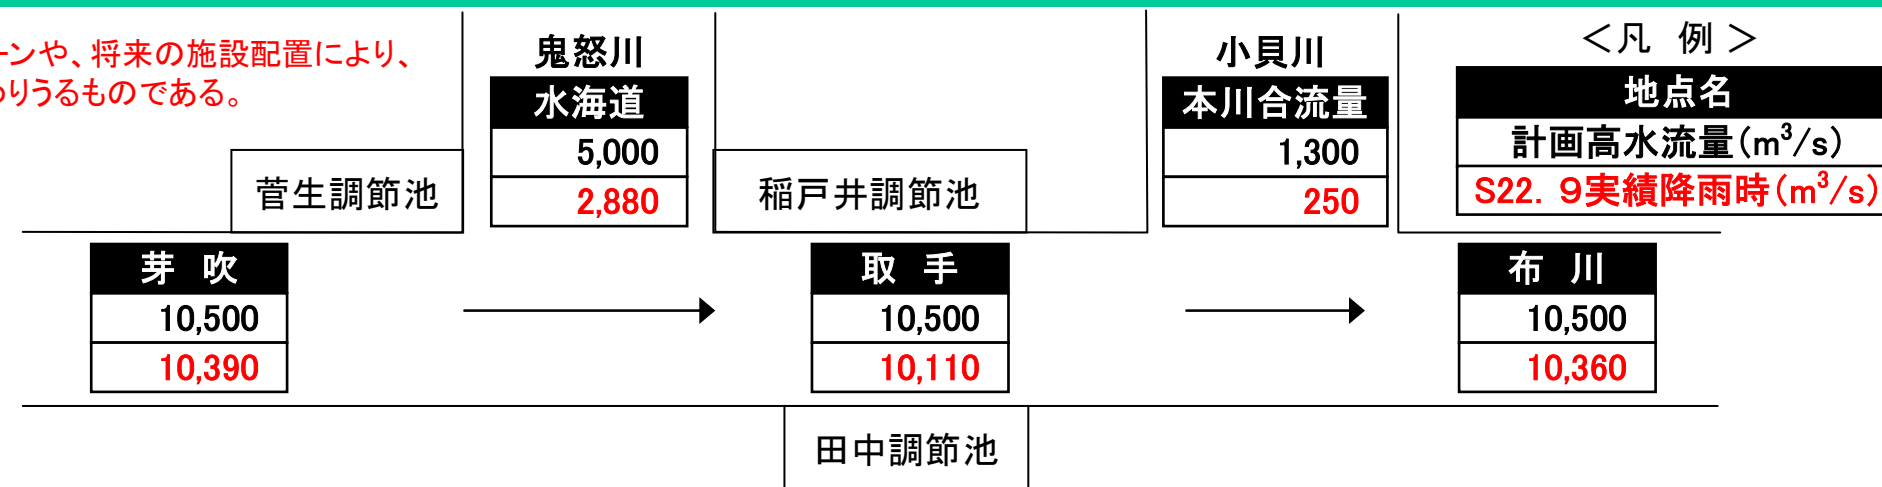 ーンや、将来の施設配置により、
わりうるものである。
鬼怒川
水海道
5,000
2,880
小貝川
本川合流量
1,300
250
＜凡 例＞
地点名
計画高水流量(m³/s)
S22. 9実績降雨時(m³/s)
菅生調節池
稲戸井調節池
芽 吹
10,500
10,390
取 手
10,500
10,110
布 川
10,500
10,360
田中調節池